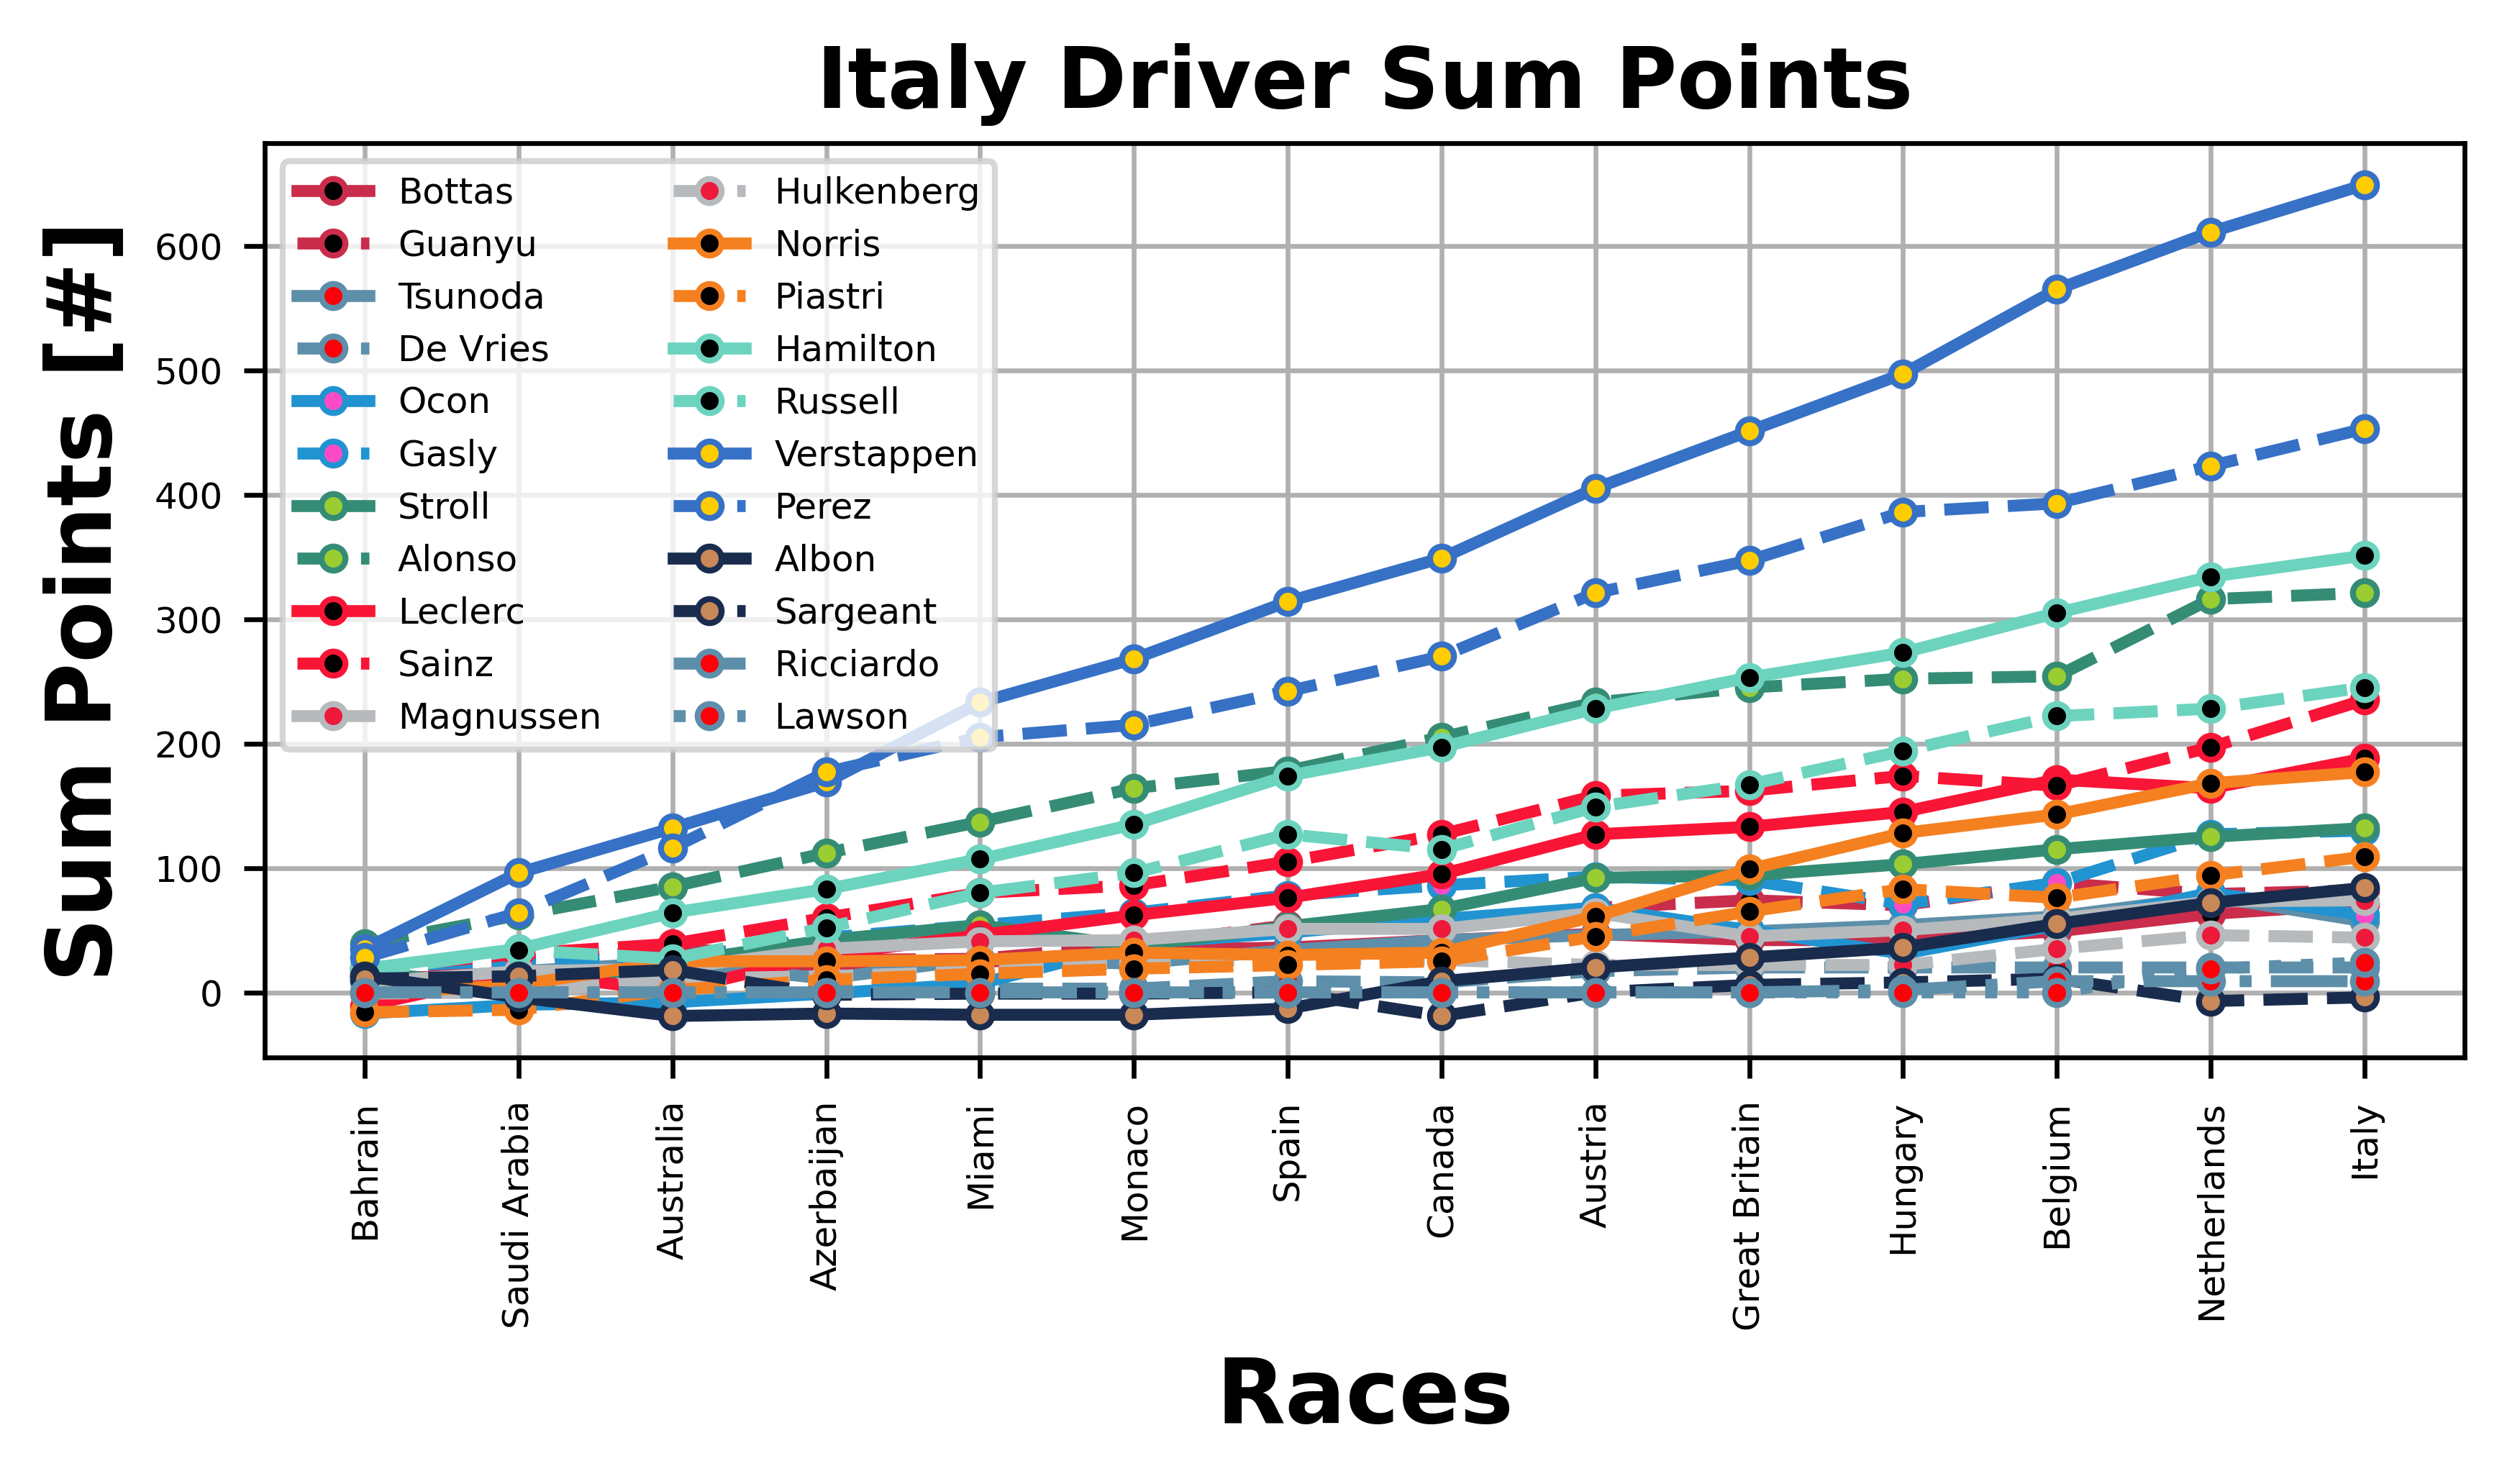 Italy Driver Sum Points
Sum Points [#]
600
500
400
300
200
100
0
Bottas
Guanyu
Tsunoda
De Vries
Ocon
Gasly
Stroll
Alonso
Leclerc
Sainz
Magnussen
Hulkenberg
Norris
Piastri
Hamilton
Russell
Verstappen
Perez
Albon
Sargeant
Ricciardo
Lawson
Bahrain
Saudi Arabia
Australia
Azerbaijan
Miami
Monaco
Spain
Canada
Austria
Great Britain
Hungary
Belgium
Netherlands
Italy
Races